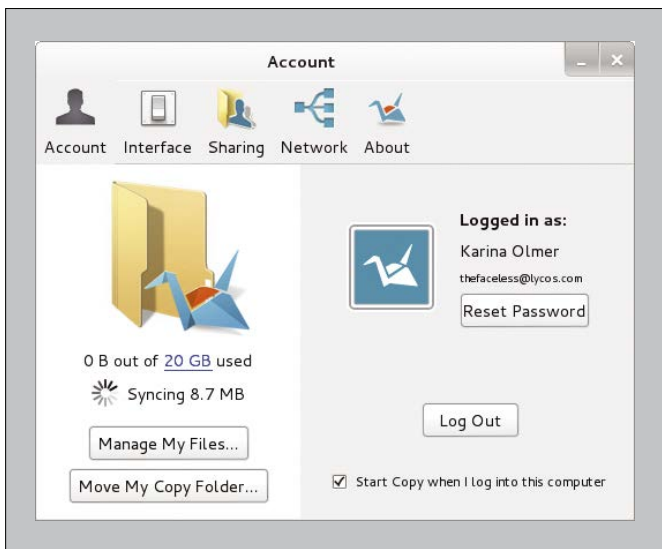 Account
Account Interface Sharing Network About
Logged in as:
Karina Olmer
thefaceless@lycos.com
Reset Password
0 B out of 20 GB used
Syncing 8.7 MB
Manage My Files...
Move My Copy Folder...
Log Out
Start Copy when I log into this computer